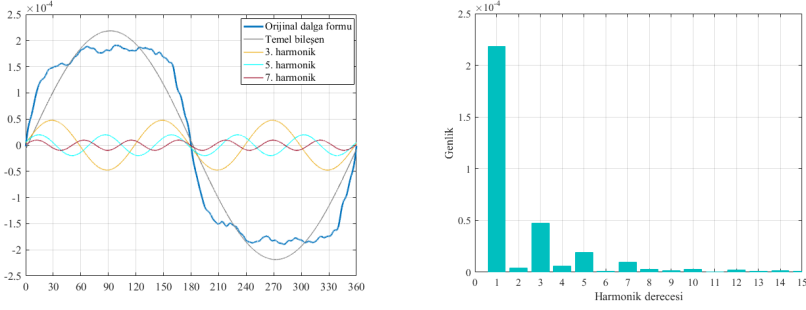 ×10⁻⁴
2.5
2
1.5
1
0.5
0
-0.5
-1
-1.5
-2
-2.5
0 30 60 90 120 150 180 210 240 270 300 330 360
Orijinal dalga formu
Temel bileşen
3. harmonik
5. harmonik
7. harmonik
×10⁻⁴
2.5
2
1.5
1
0.5
0
Genlik
0 1 2 3 4 5 6 7 8 9 10 11 12 13 14 15
Harmonik derecesi